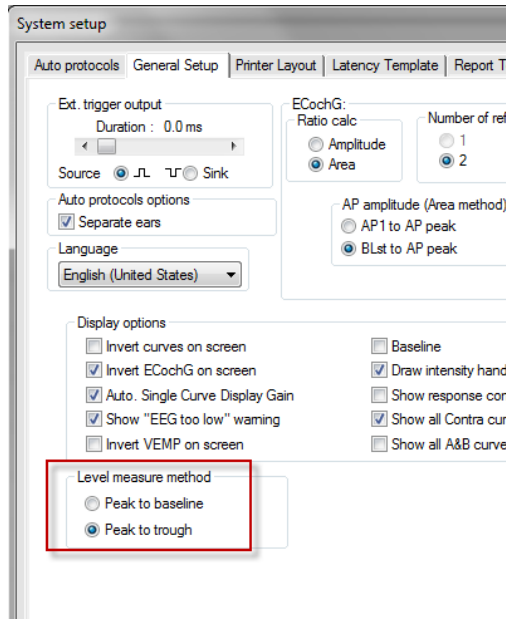 System setup
Auto protocols General Setup Printer Layout Latency Template Report T
Ext. trigger output
Duration : 0.0 ms
Source Sink
Auto protocols options
Separate ears
Language
English (United States)
ECochG:
Ratio calc
Amplitude
Area
Number of ref
1
2
AP amplitude (Area method)
AP1 to AP peak
BLst to AP peak
Display options
Invert curves on screen
Invert ECochG on screen
Auto. Single Curve Display Gain
Show "EEG too low" warning
Invert VEMP on screen
Baseline
Draw intensity hand
Show response con
Show all Contra cur
Show all A&B curve
Level measure method
Peak to baseline
Peak to trough